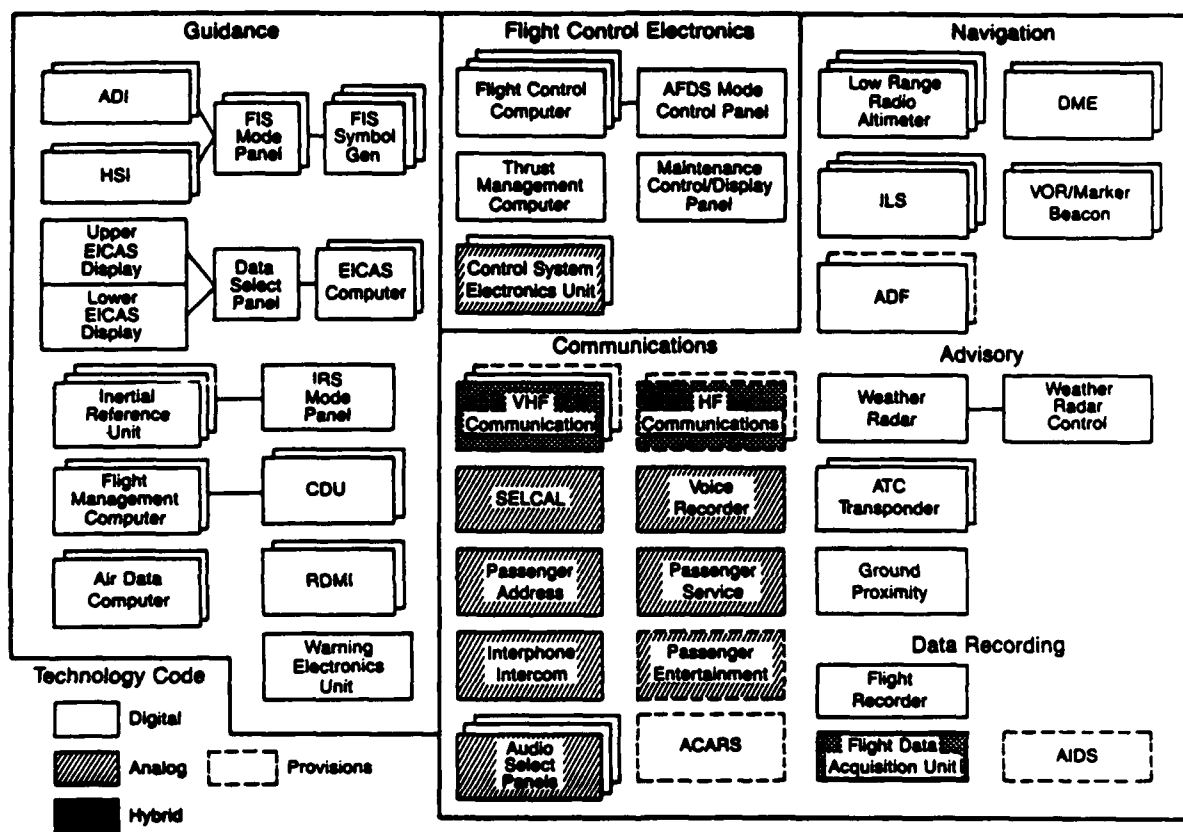 Guidance
ADI
HSI
FIS
Mode
Panel
FIS
Symbol
Gen
Upper
EICAS
Display
Lower
EICAS
Display
Data
Select
Panel
EICAS
Computer
Inertial
Reference
Unit
IRS
Mode
Panel
Flight
Management
Computer
CDU
Air Data
Computer
RDMI
Warning
Electronics
Unit
Flight Control Electronics
Flight Control
Computer
AFDS Mode
Control Panel
Thrust
Management
Computer
Maintenance
Control/Display
Panel
Control System
Electronics Unit
Navigation
Low Range
Radio
Altimeter
DME
ILS
VOR/Marker
Beacon
ADF
Communications
VHF
Communication
HF
Communications
SELCAL
Voice
Recorder
Passenger
Address
Passenger
Service
Interphone
Intercom
Passenger
Entertainment
Audio
Select
Panels
ACARS
Advisory
Weather
Radar
Weather
Radar
Control
ATC
Transponder
Ground
Proximity
Data Recording
Flight
Recorder
Flight Data
Acquisition Unit
AIDS
Technology Code
Digital
Analog
Provisions
Hybrid